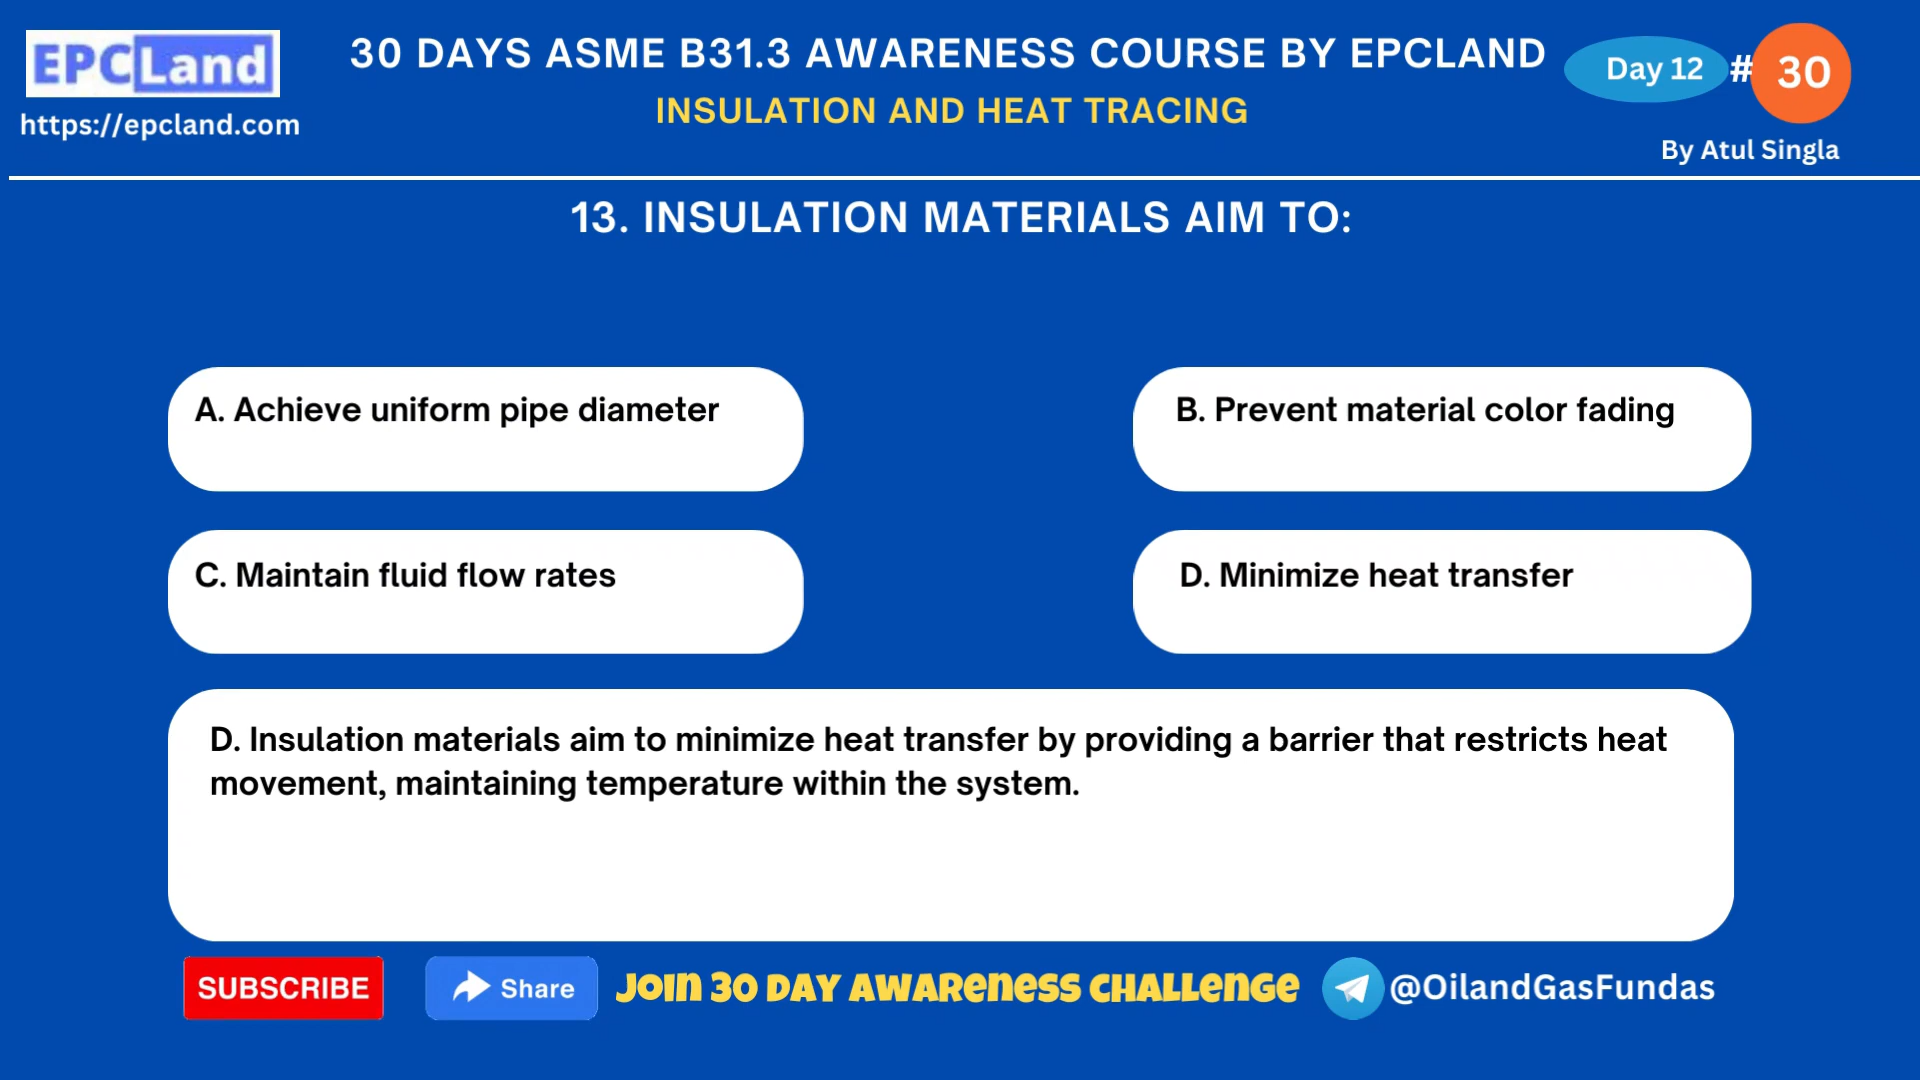 EPCLand
https://epcland.com
30 DAYS ASME B31.3 AWARENESS COURSE BY EPCLAND
INSULATION AND HEAT TRACING
Day 12 # 30
By Atul Singla
13. INSULATION MATERIALS AIM TO:
A. Achieve uniform pipe diameter
B. Prevent material color fading
C. Maintain fluid flow rates
D. Minimize heat transfer
D. Insulation materials aim to minimize heat transfer by providing a barrier that restricts heat
movement, maintaining temperature within the system.
SUBSCRIBE
Share
Join 30 Day Awareness Challenge
@OilandGasFundas